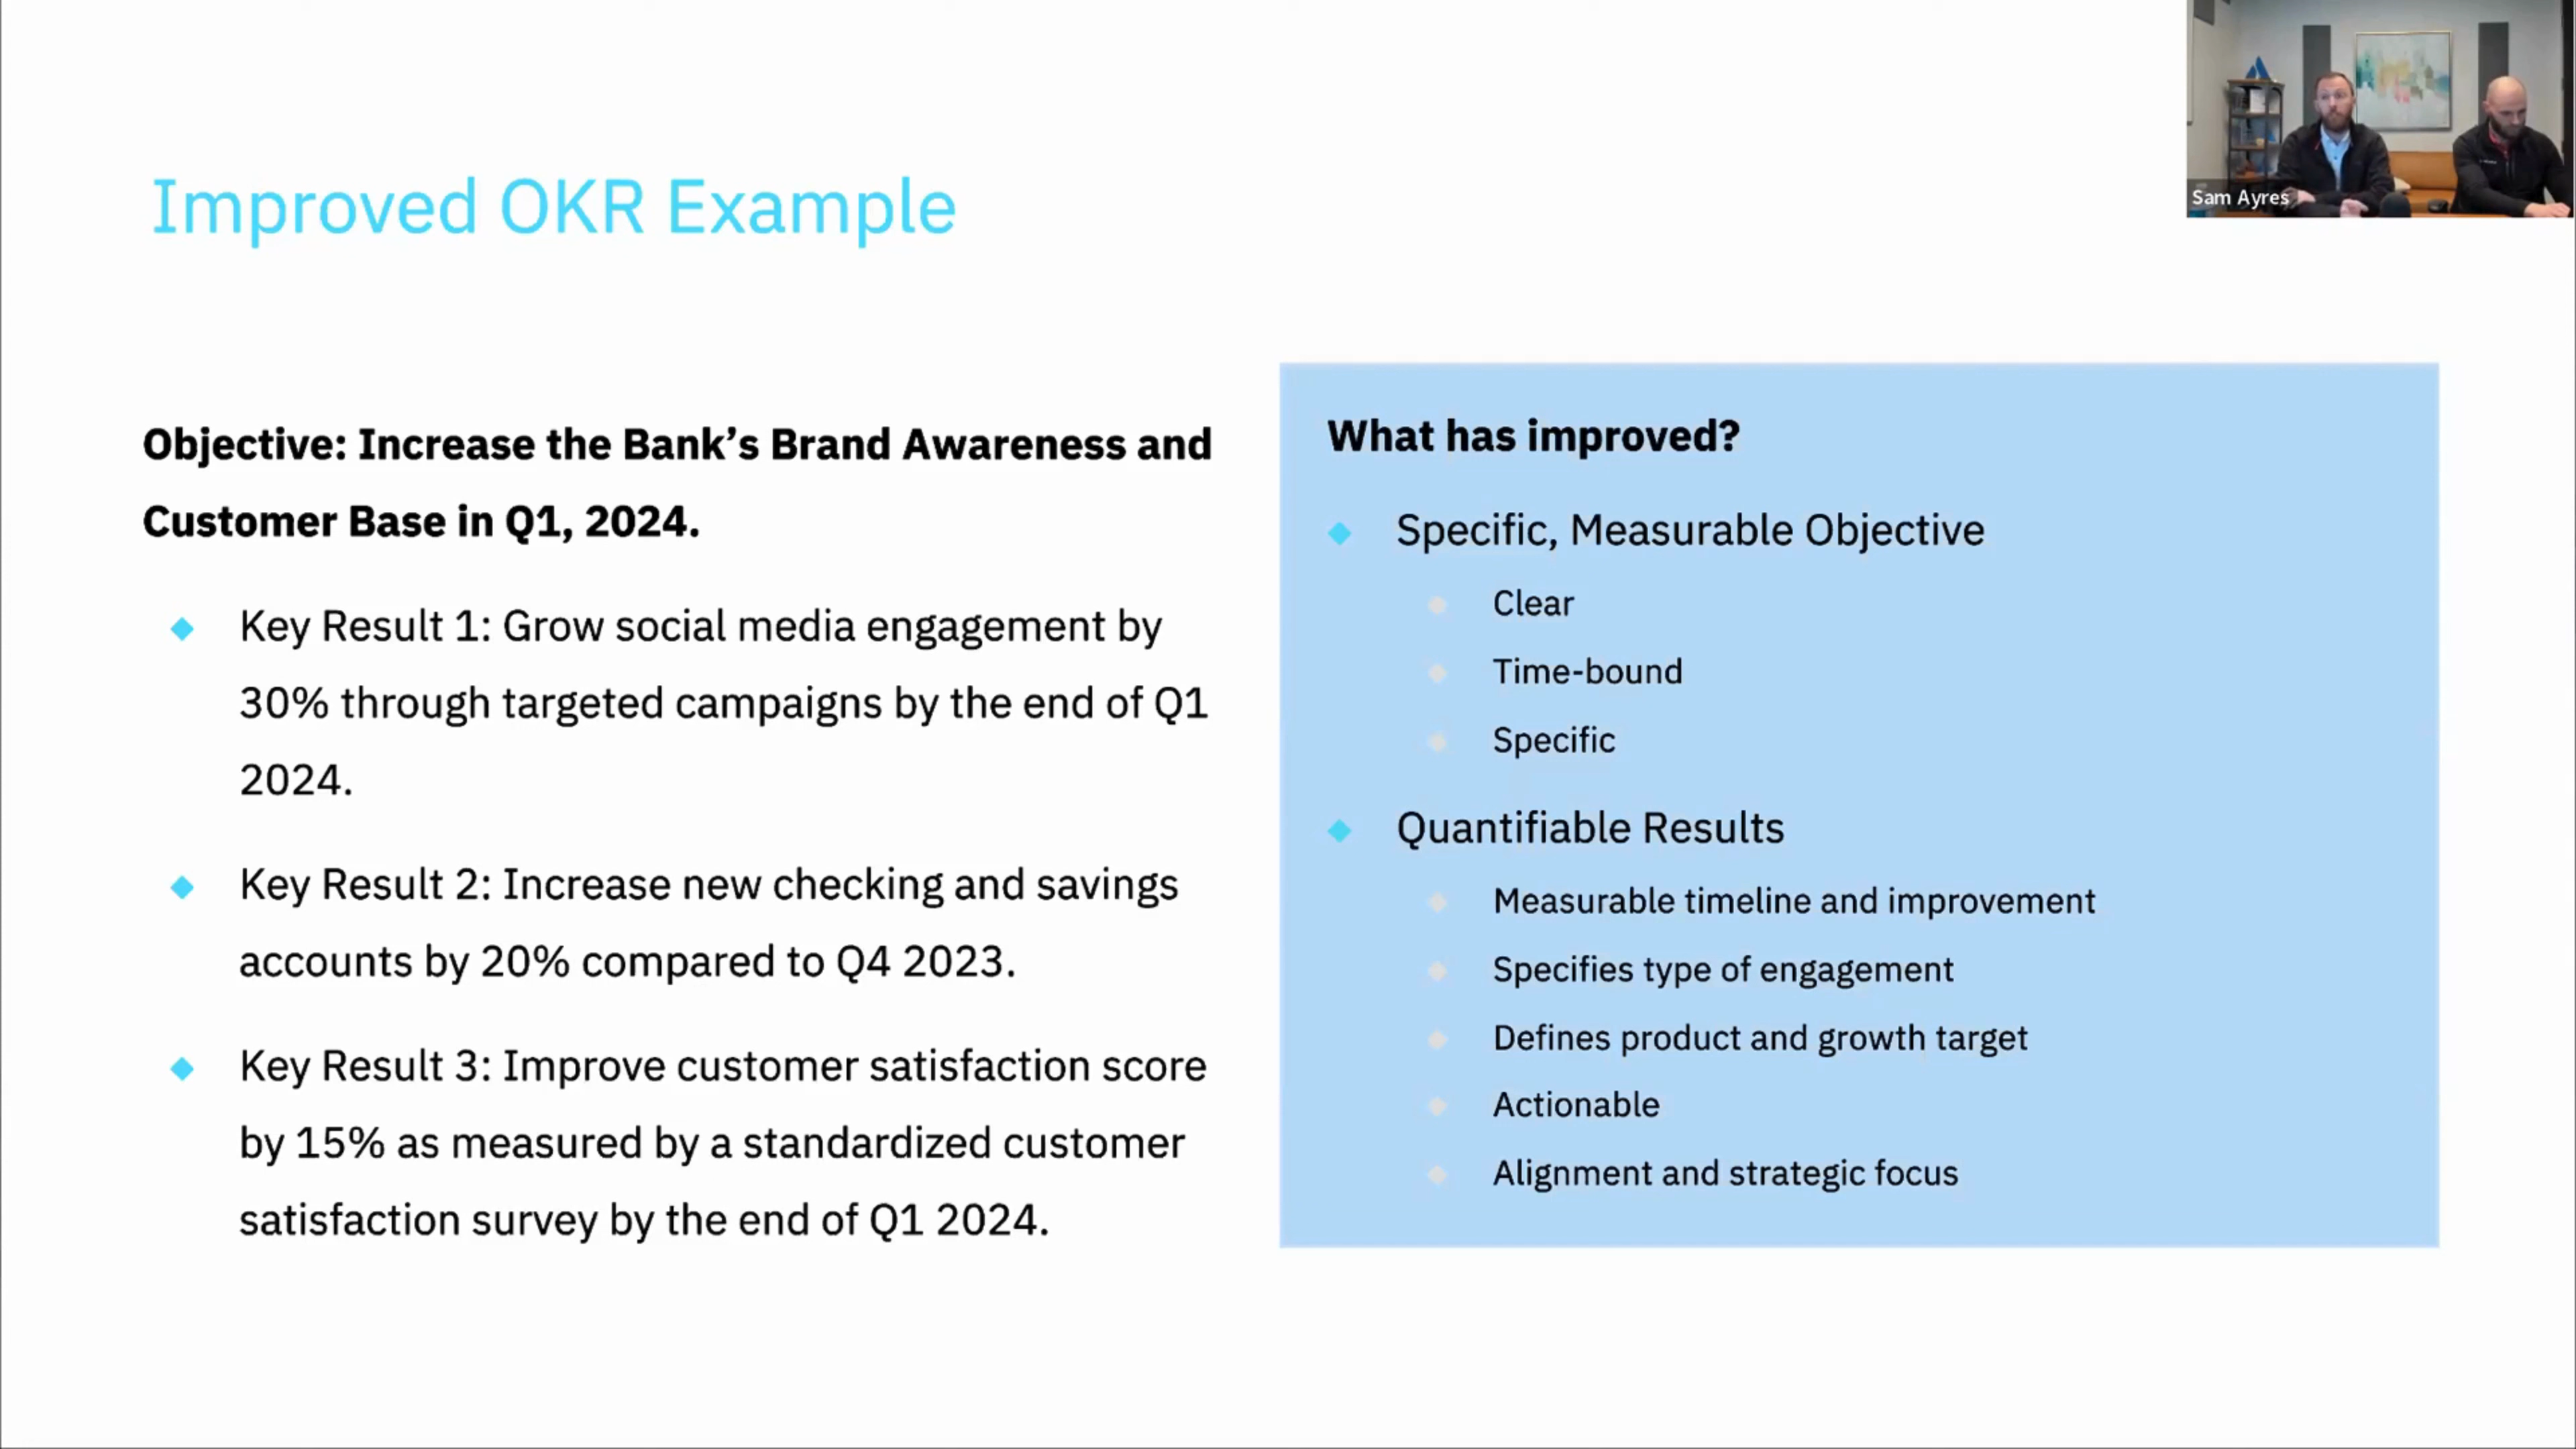 Sam Ayres
Improved OKR Example
Objective: Increase the Bank’s Brand Awareness and
Customer Base in Q1, 2024.
Key Result 1: Grow social media engagement by
30% through targeted campaigns by the end of Q1
2024.
Key Result 2: Increase new checking and savings
accounts by 20% compared to Q4 2023.
Key Result 3: Improve customer satisfaction score
by 15% as measured by a standardized customer
satisfaction survey by the end of Q1 2024.
What has improved?
Specific, Measurable Objective
Clear
Time-bound
Specific
Quantifiable Results
Measurable timeline and improvement
Specifies type of engagement
Defines product and growth target
Actionable
Alignment and strategic focus